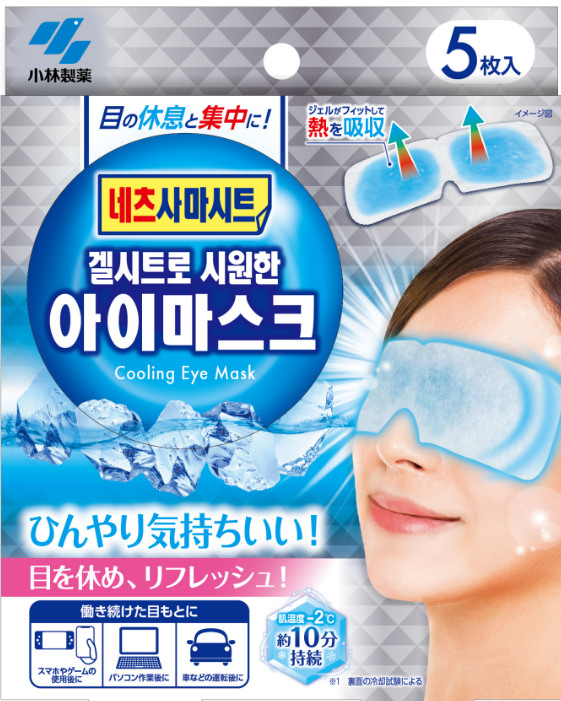 小林製薬
5枚入
目の休息と集中に!
ジェルがフィットして
熱を吸収
イメージ図
네츠사마시트
겔시트로 시원한
아이마스크
Cooling Eye Mask
ひんやり気持ちいい!
目を休め、リフレッシュ!
働き続けた目もとに
スマホやゲームの
使用後に
パソコン作業後に
車などの運転後に
肌温度-2℃
約10分
持続
※1 裏面の冷却試験による